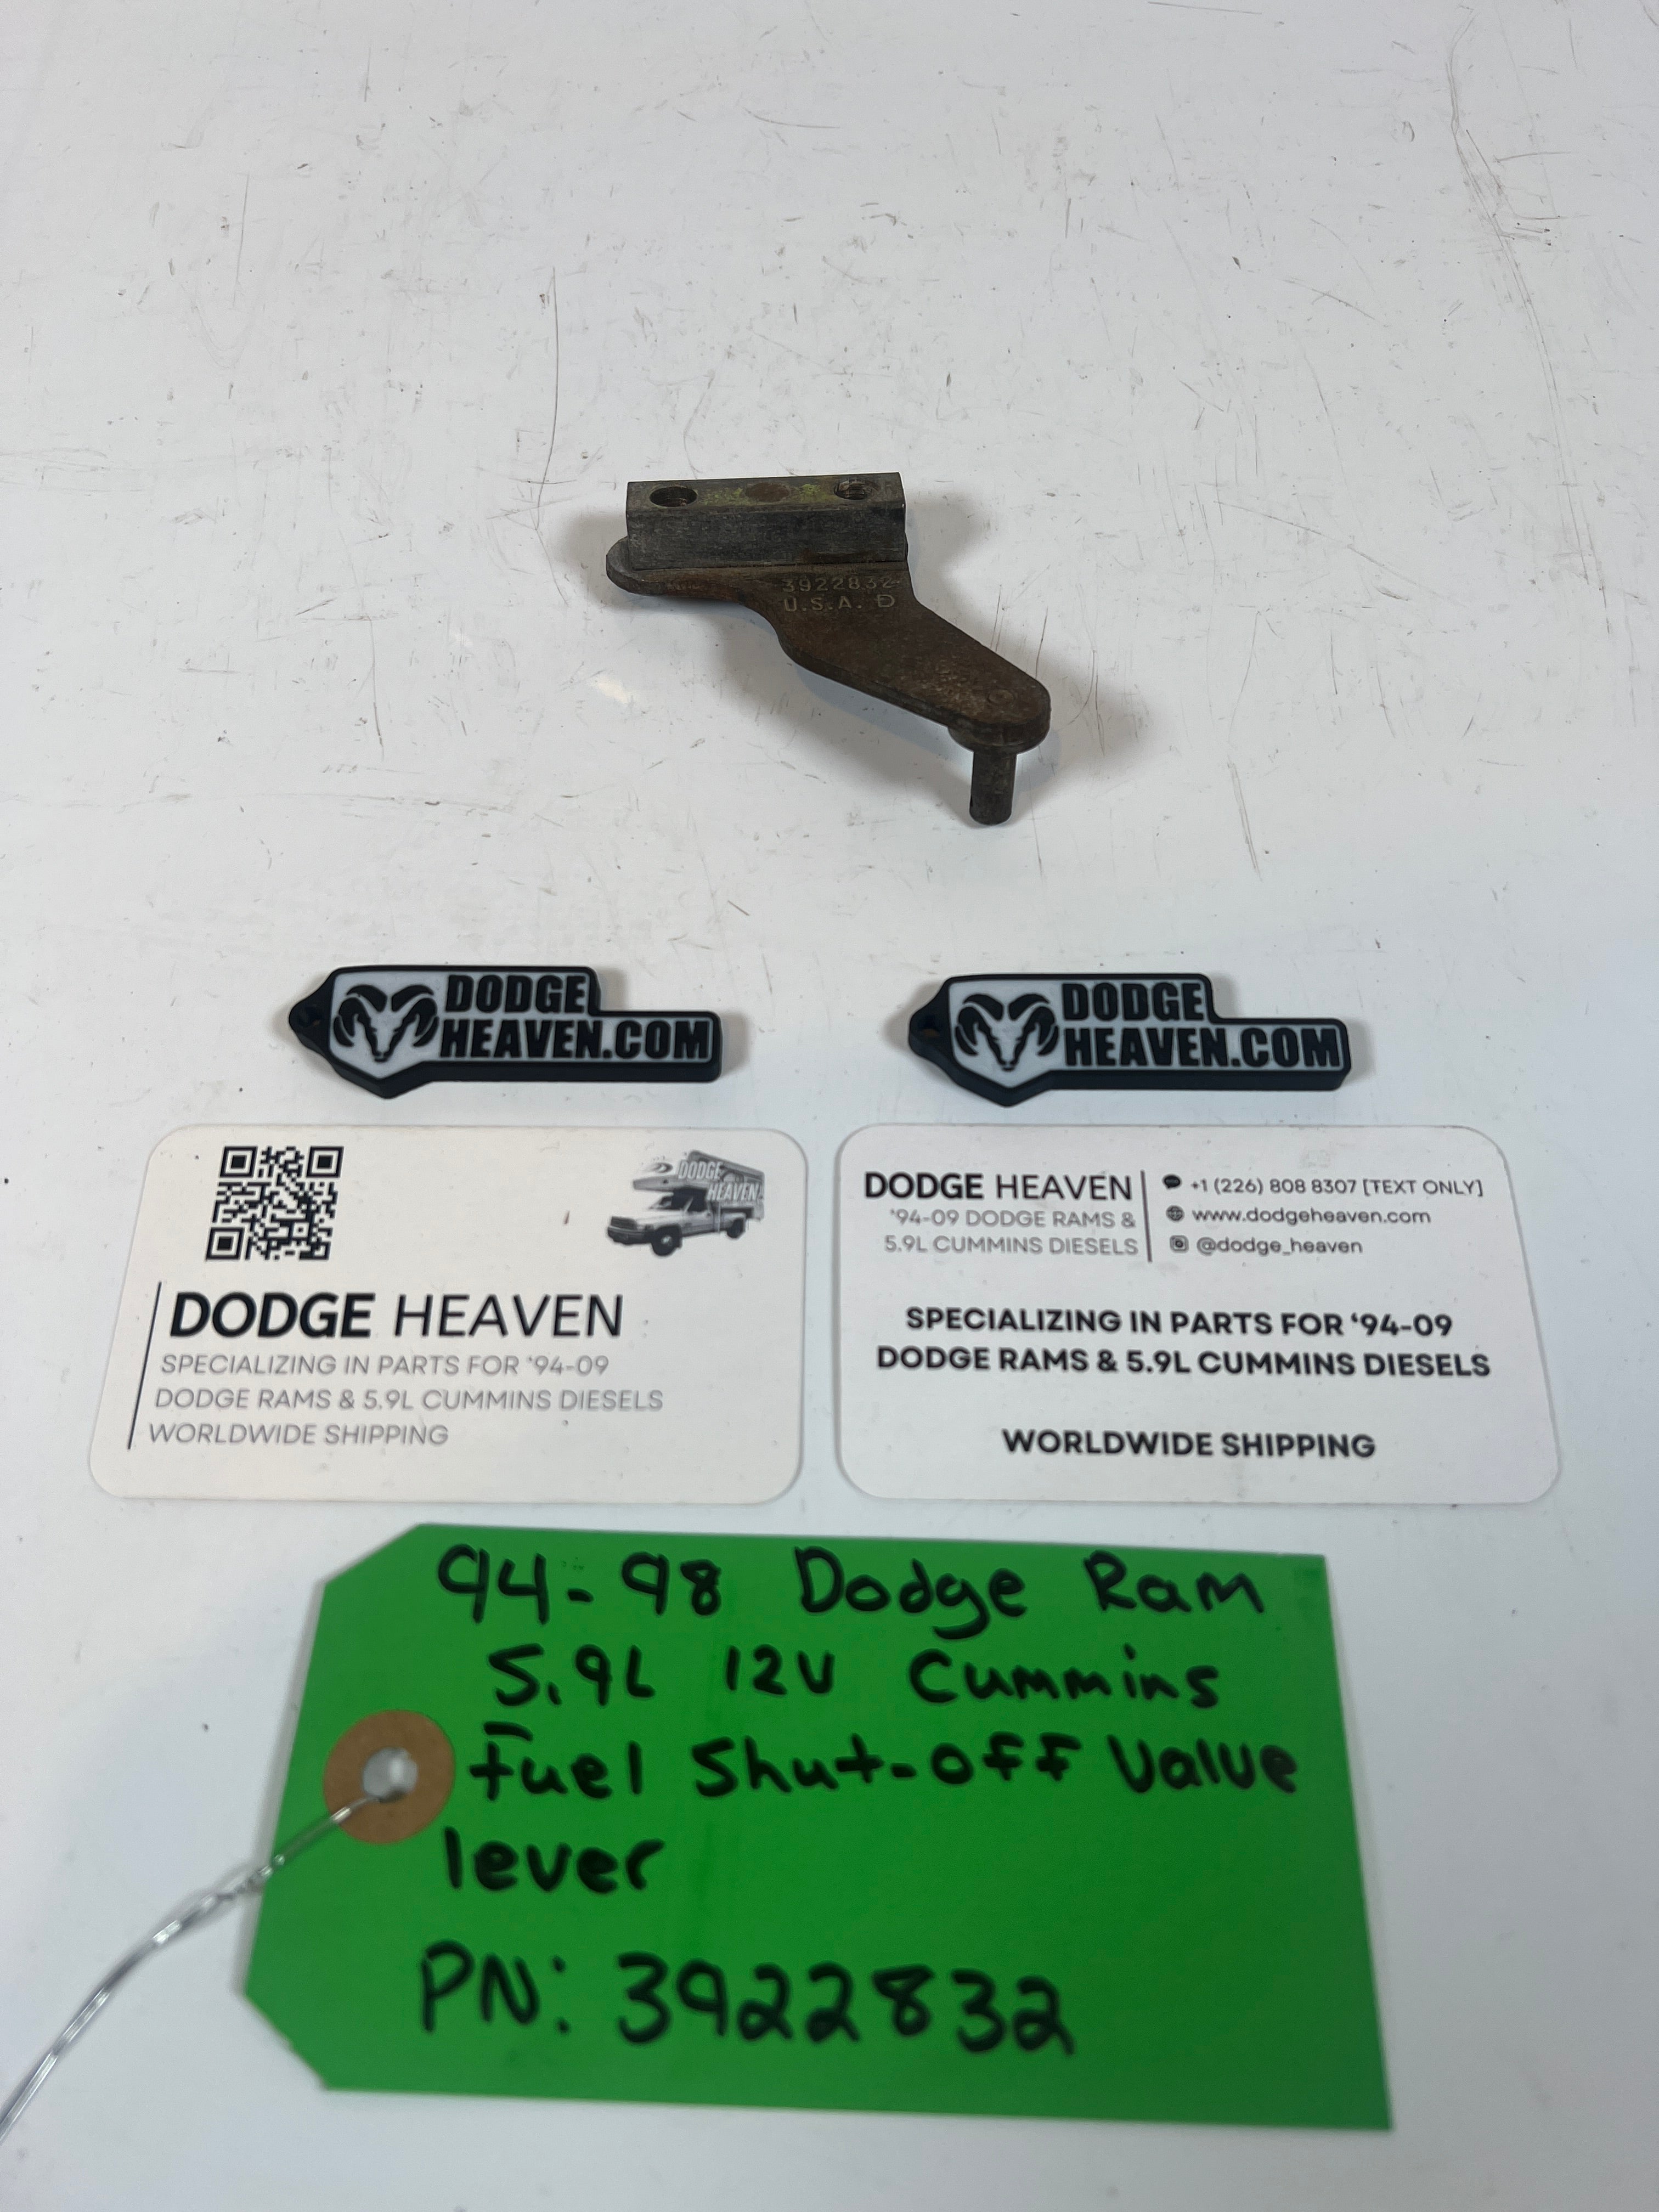 3922832
U.S.A. D
DODGE
HEAVEN.COM
DODGE
HEAVEN.COM
DODGE
HEAVEN
DODGE HEAVEN
SPECIALIZING IN PARTS FOR '94-09
DODGE RAMS & 5.9L CUMMINS DIESELS
WORLDWIDE SHIPPING
DODGE HEAVEN
'94-09 DODGE RAMS &
5.9L CUMMINS DIESELS
+1 (226) 808 8307 [TEXT ONLY]
www.dodgeheaven.com
@dodge_heaven
SPECIALIZING IN PARTS FOR '94-09
DODGE RAMS & 5.9L CUMMINS DIESELS
WORLDWIDE SHIPPING
94-98 Dodge Ram
5.9L 12V Cummins
Fuel Shut-off Valve
lever
PN: 3922832